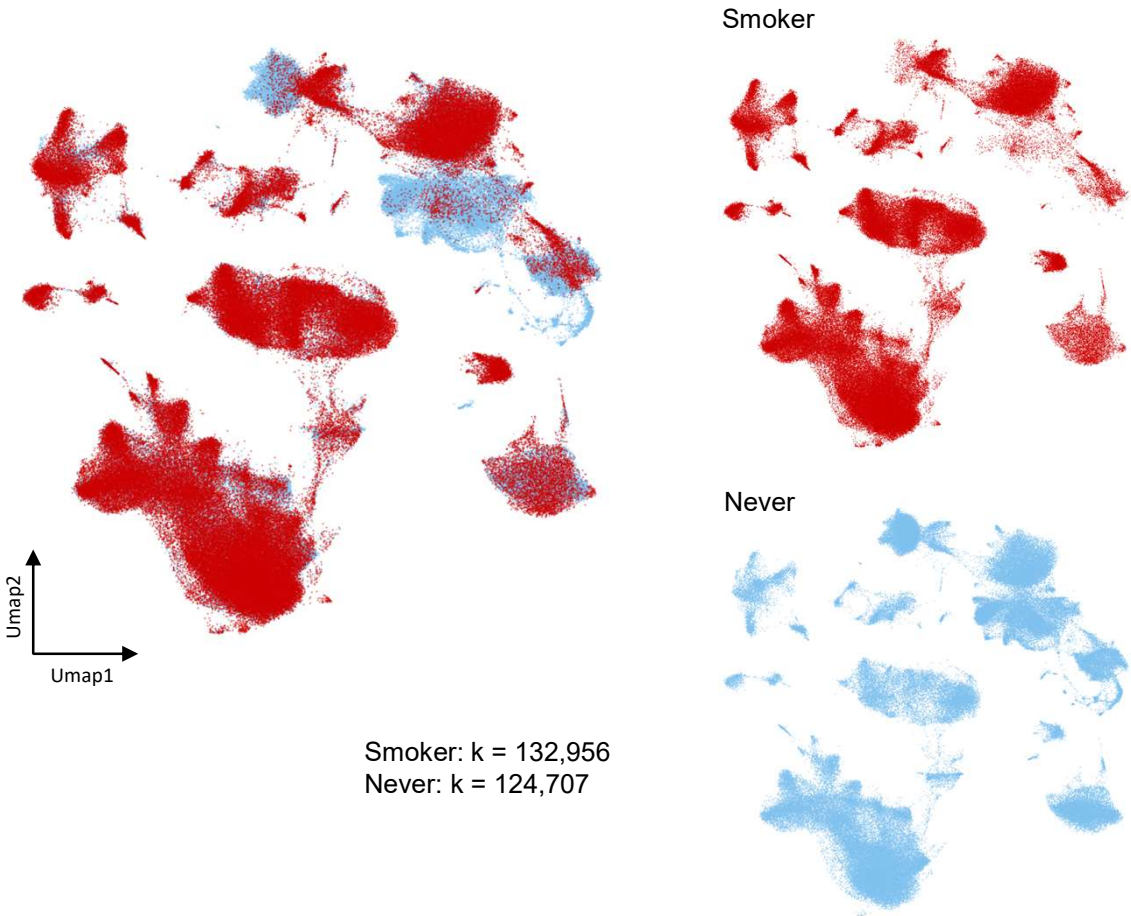 Smoker
Never
Umap2
Umap1
Smoker: k = 132,956
Never: k = 124,707